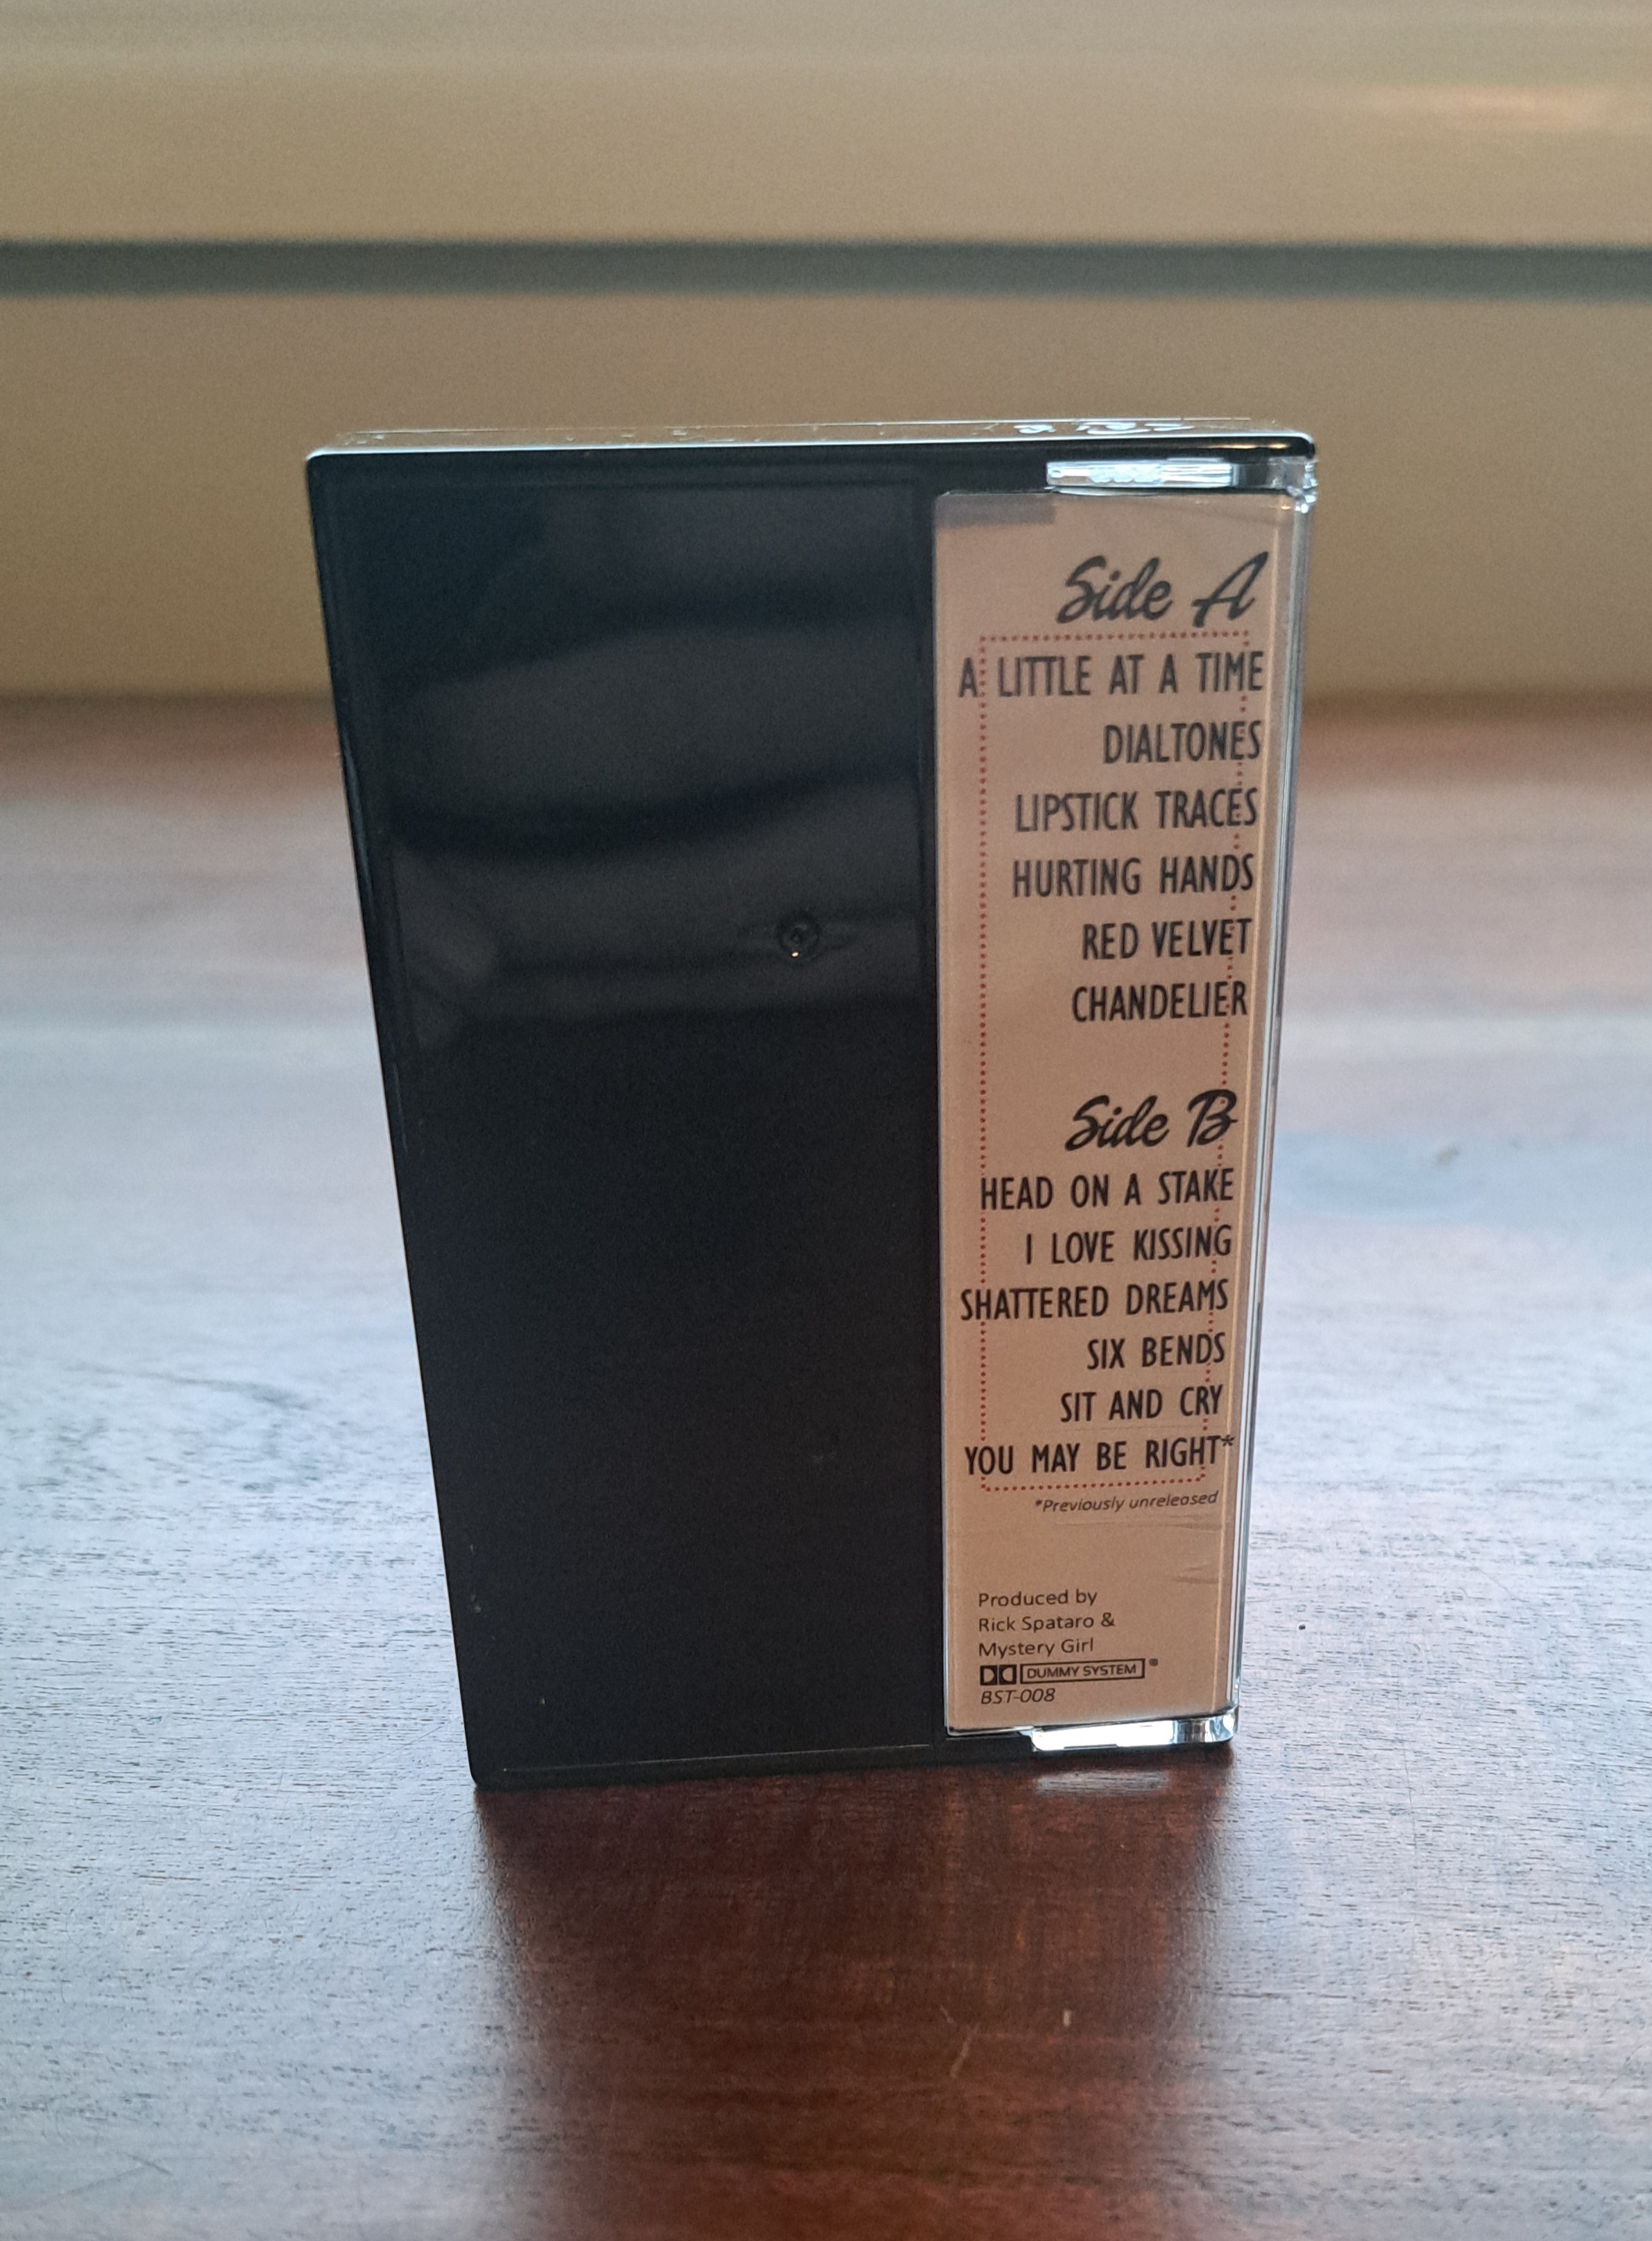 Side A
A LITTLE AT A TIME
DIALTONES
LIPSTICK TRACES
HURTING HANDS
RED VELVET
CHANDELIER
Side B
HEAD ON A STAKE
I LOVE KISSING
SHATTERED DREAMS
SIX BENDS
SIT AND CRY
YOU MAY BE RIGHT*
*Previously unreleased
Produced by
Rick Spataro &
Mystery Girl
DUMMY SYSTEM®
BST-008